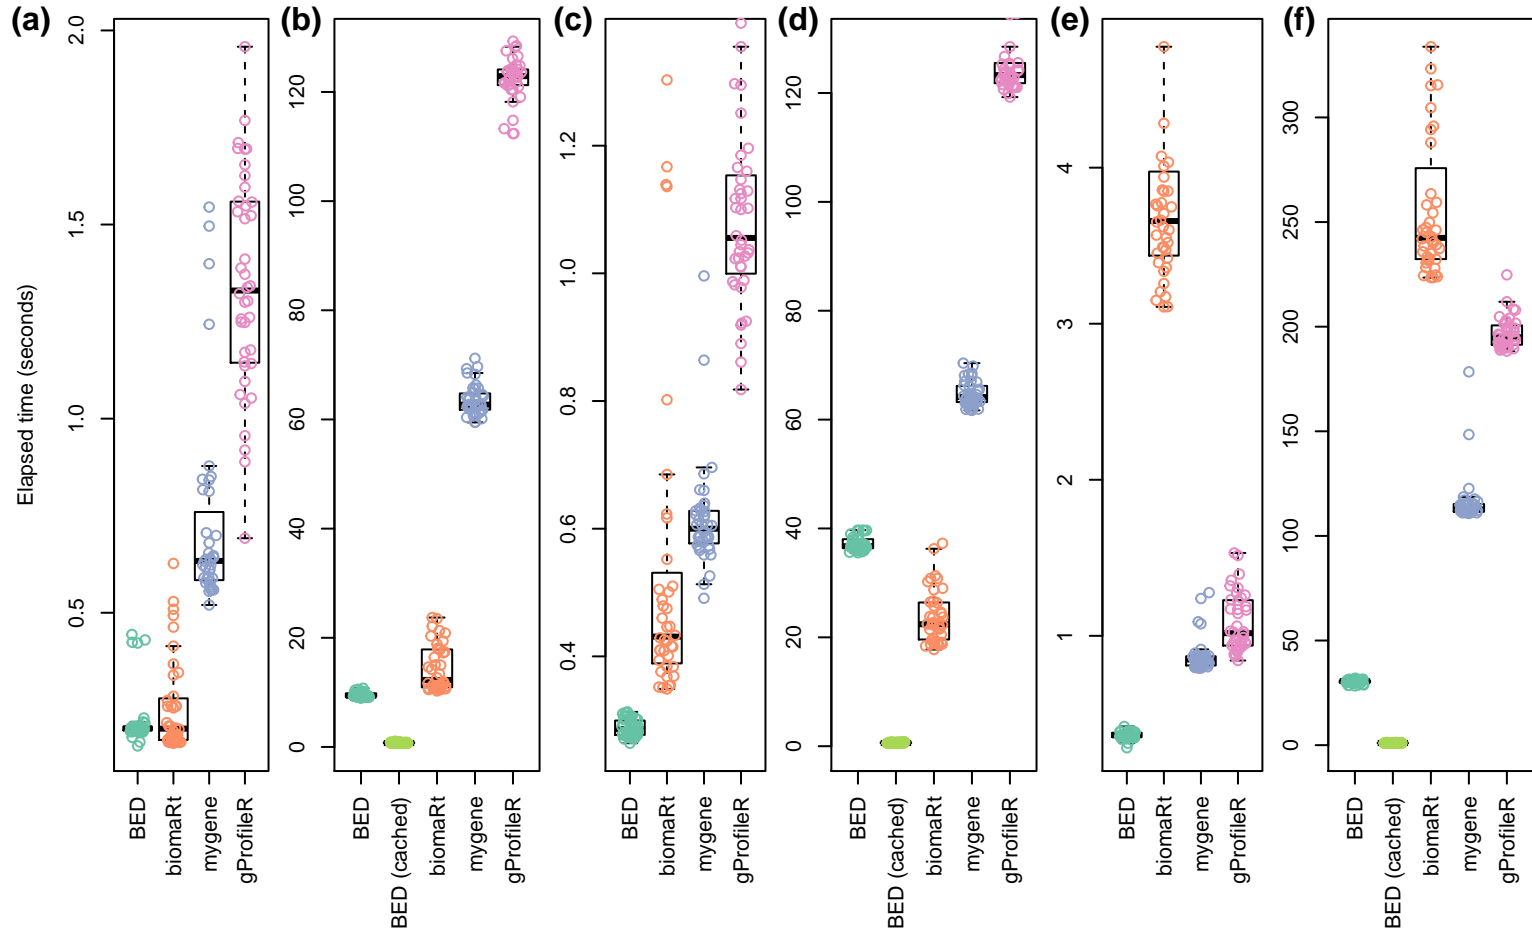 (a)
(b)
(c)
(d)
(e)
(f)
Elapsed time (seconds)
2.0
1.5
1.0
0.5
BED
biomaRt
mygene
gProfileR
120
100
80
60
40
20
0
BED
BED (cached)
biomaRt
mygene
gProfileR
1.2
1.0
0.8
0.6
0.4
BED
biomaRt
mygene
gProfileR
120
100
80
60
40
20
0
BED
BED (cached)
biomaRt
mygene
gProfileR
4
3
2
1
BED
biomaRt
mygene
gProfileR
300
250
200
150
100
50
0
BED
BED (cached)
biomaRt
mygene
gProfileR